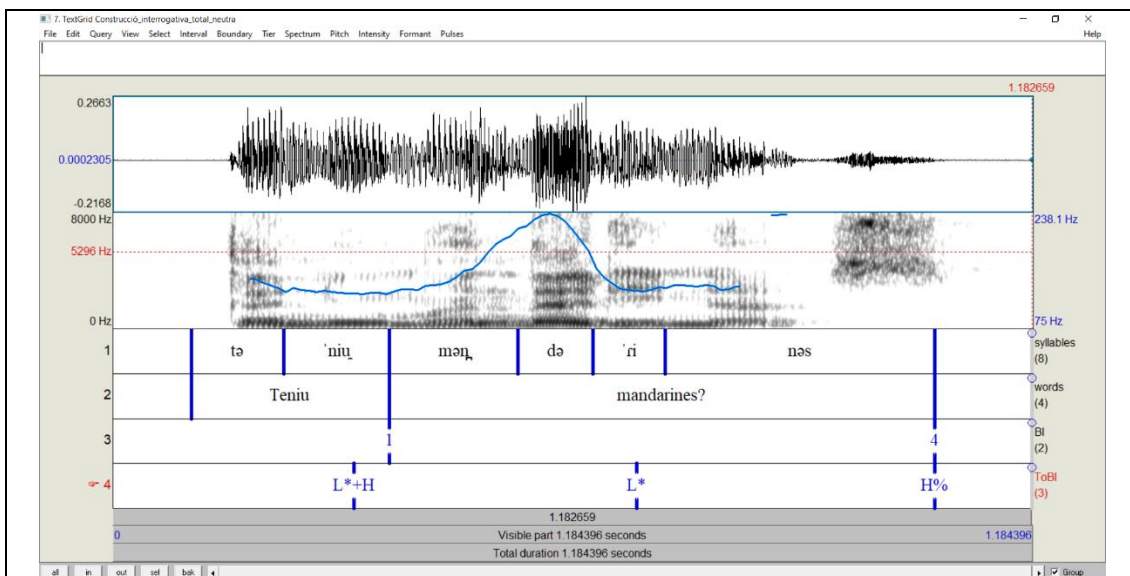 7. TextGrid Construcció_interrogativa_total_neutra
File Edit Query View Select Interval Boundary Tier Spectrum Pitch Intensity Formant Pulses Help
1.182659
0.2663
0.0002305
-0.2168
8000 Hz 238.1 Hz
5296 Hz
0 Hz 75 Hz
1 tə ˈniu̯ mən̪ də ˈɾi nəs syllables (8)
2 Teniu mandarines? words (4)
3 1 4 BI (2)
4 L*+H L* H% ToBI (3)
1.182659
0 Visible part 1.184396 seconds 1.184396
Total duration 1.184396 seconds
all in out sel bak Group